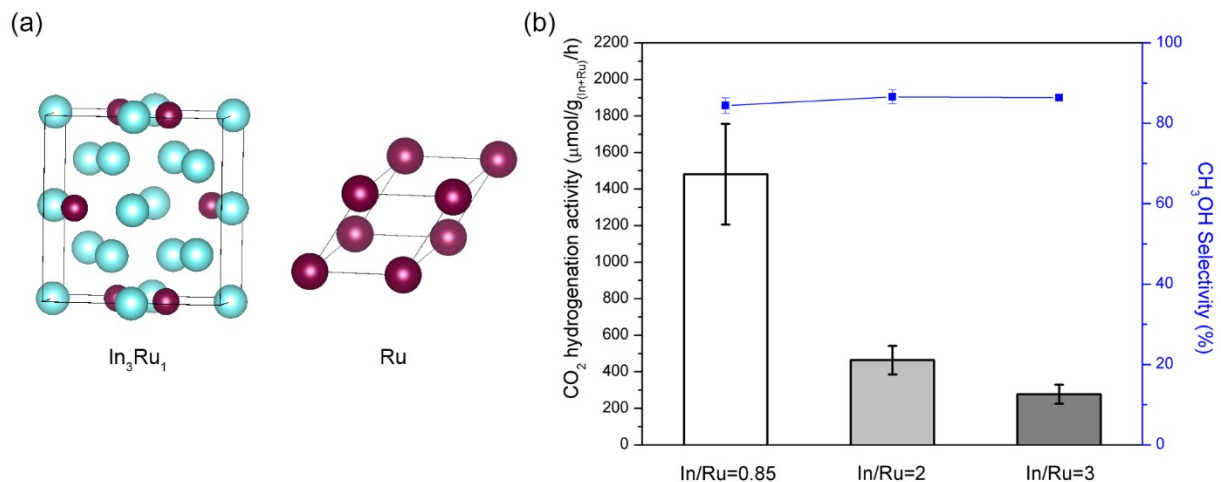 (a)
In₃Ru₁
Ru
(b)
CO₂ hydrogenation activity (μmol/g₍In+Ru₎/h)
2200
2000
1800
1600
1400
1200
1000
800
600
400
200
0
100
80
60
40
20
0
CH₃OH Selectivity (%)
In/Ru=0.85
In/Ru=2
In/Ru=3